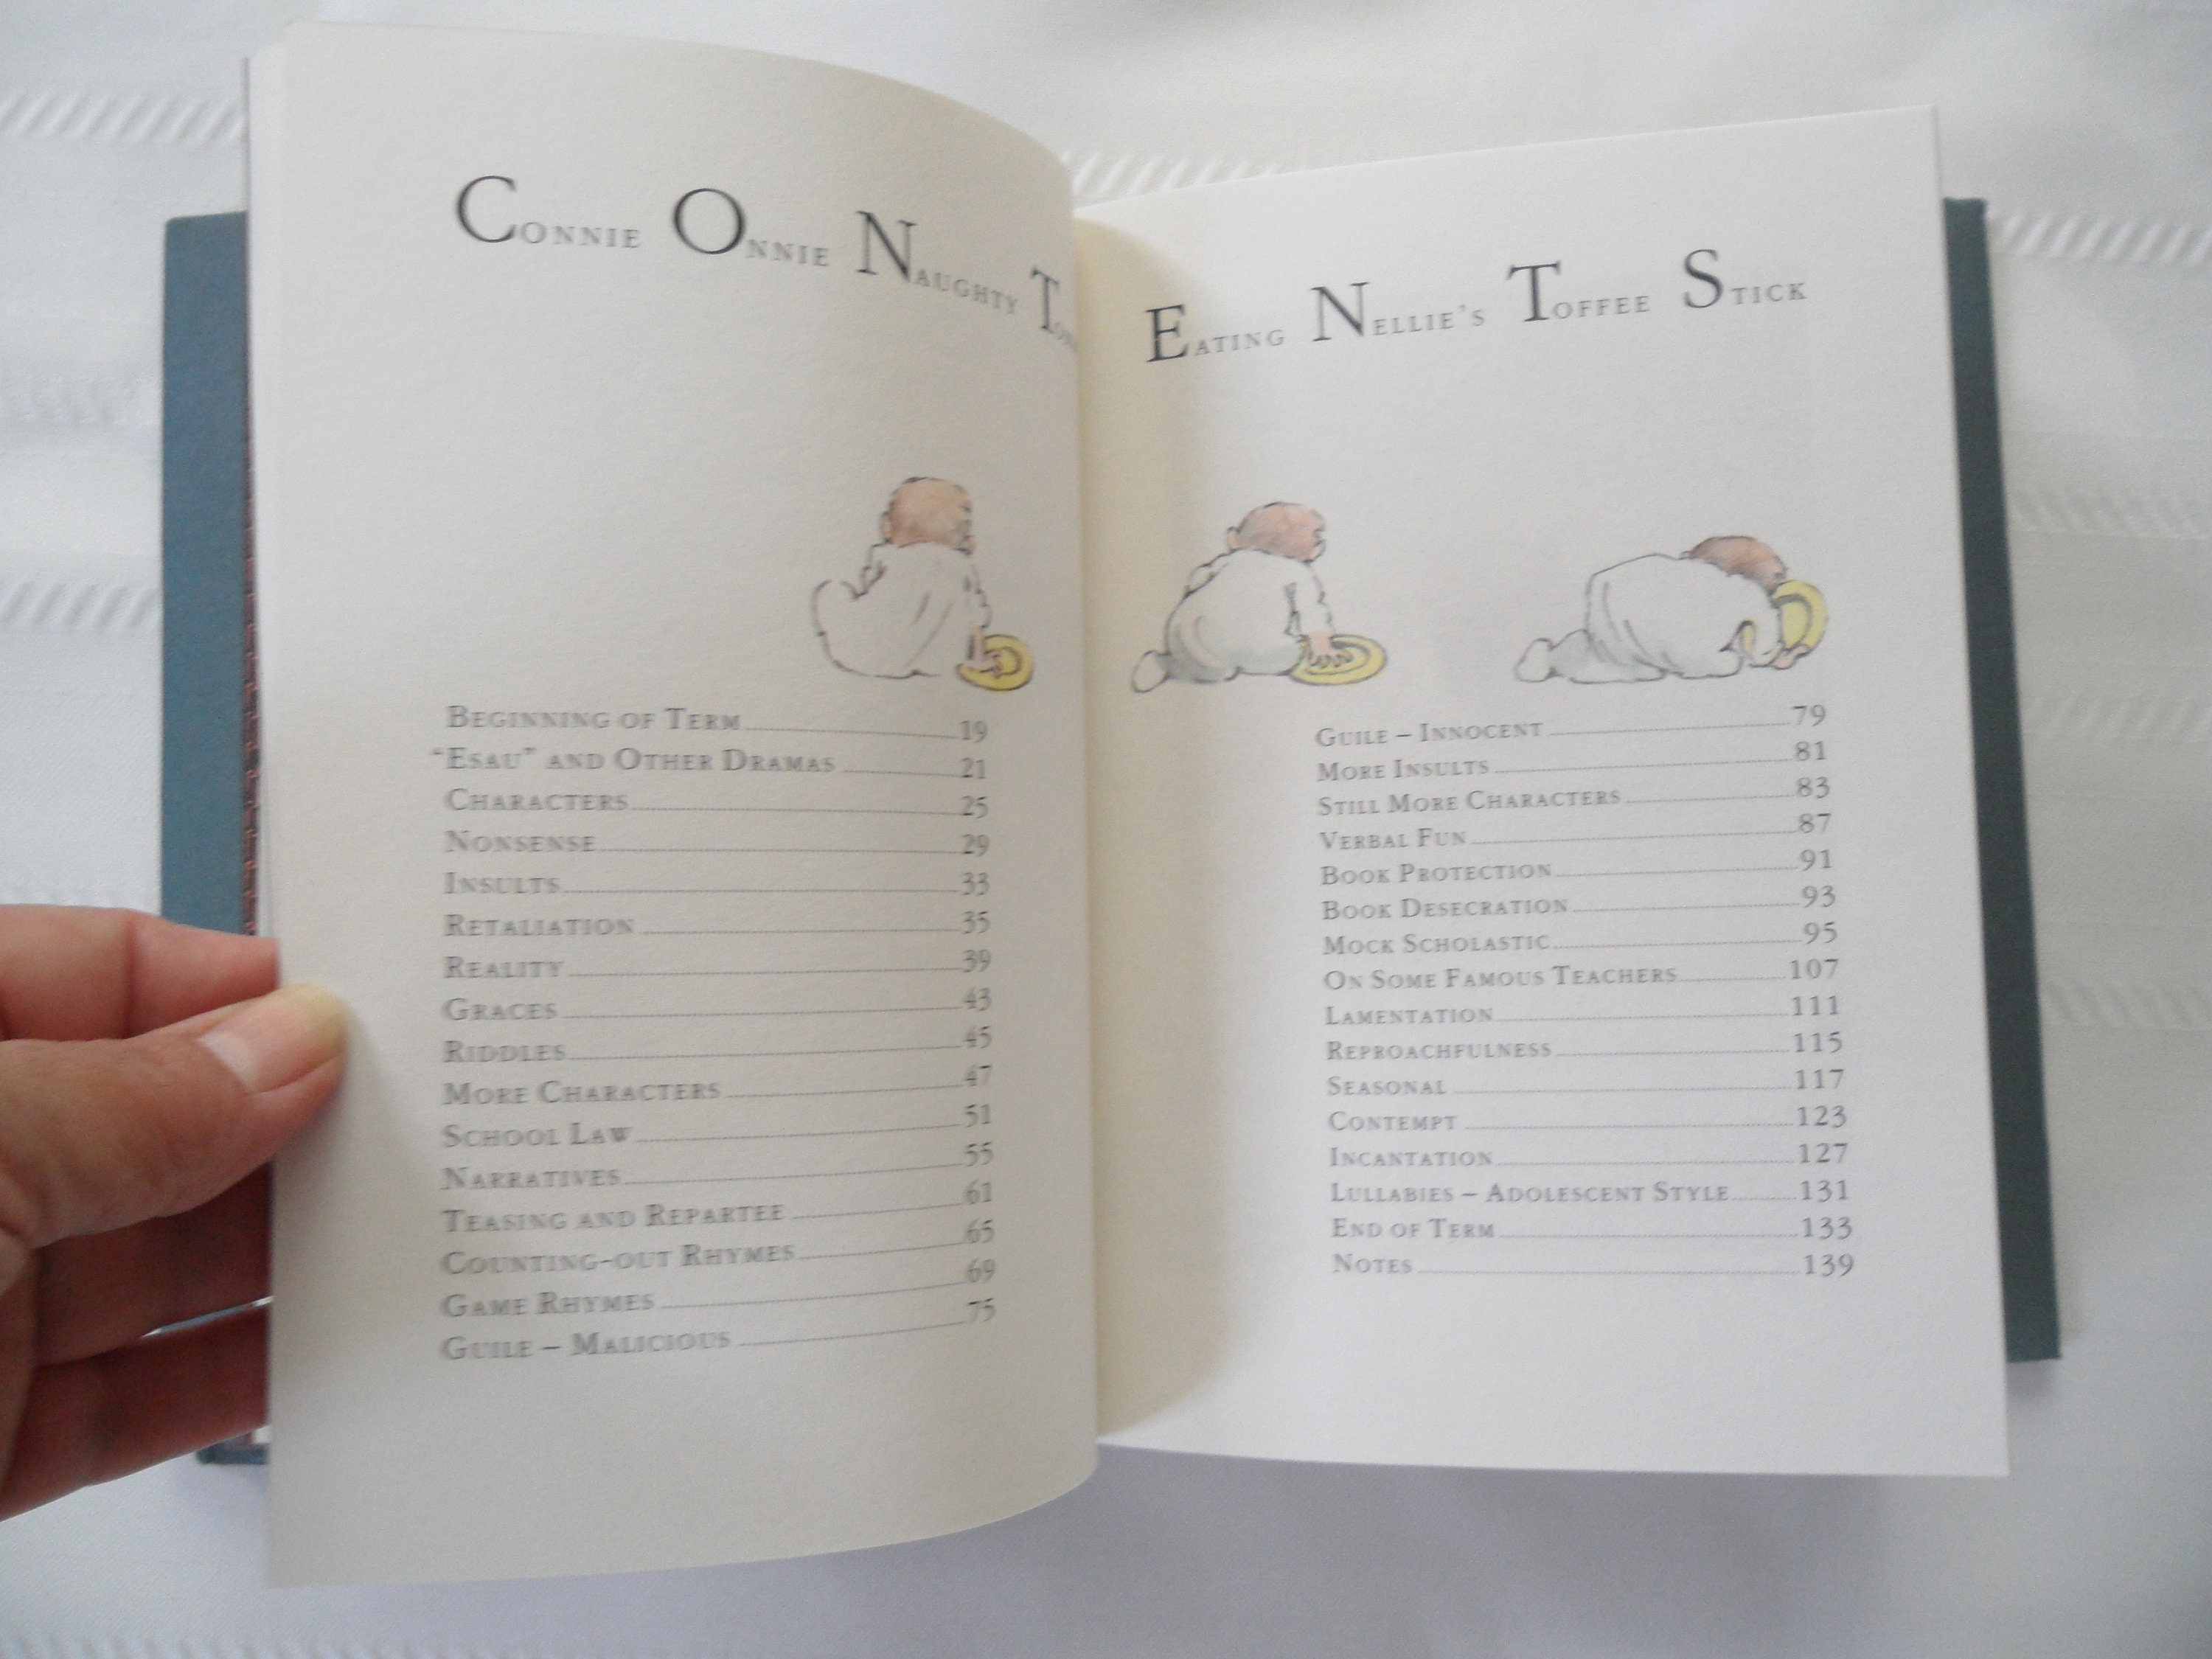 Connie Onnie Naughty
Beginning of Term 19
"Esau" and Other Dramas 21
Characters 25
Nonsense 29
Insults 33
Retaliation 35
Reality 39
Graces 43
Riddles 45
More Characters 47
School Law 51
Narratives 55
Teasing and Repartee 61
Counting-out Rhymes 65
Game Rhymes 69
Guile – Malicious 75
Eating Nellie's Toffee Stick
Guile – Innocent 79
More Insults 81
Still More Characters 83
Verbal Fun 87
Book Protection 91
Book Desecration 93
Mock Scholastic 95
On Some Famous Teachers 107
Lamentation 111
Reproachfulness 115
Seasonal 117
Contempt 123
Incantation 127
Lullabies – Adolescent Style 131
End of Term 133
Notes 139